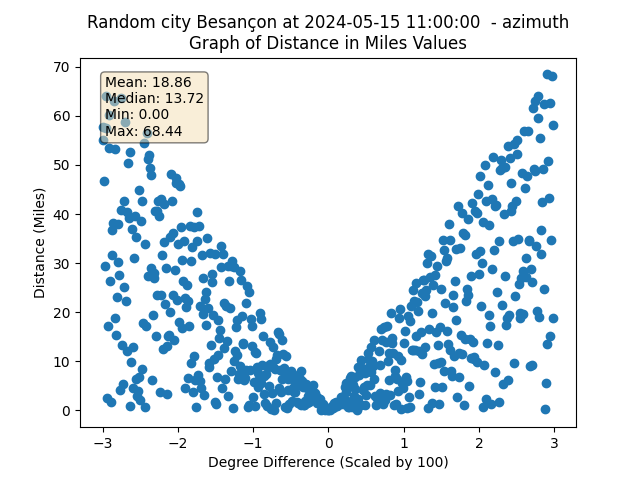 Random city Besançon at 2024-05-15 11:00:00  - azimuth
Graph of Distance in Miles Values
Mean: 18.86
Median: 13.72
Min: 0.00
Max: 68.44
Distance (Miles)
70
60
50
40
30
20
10
0
−3 −2 −1 0 1 2 3
Degree Difference (Scaled by 100)